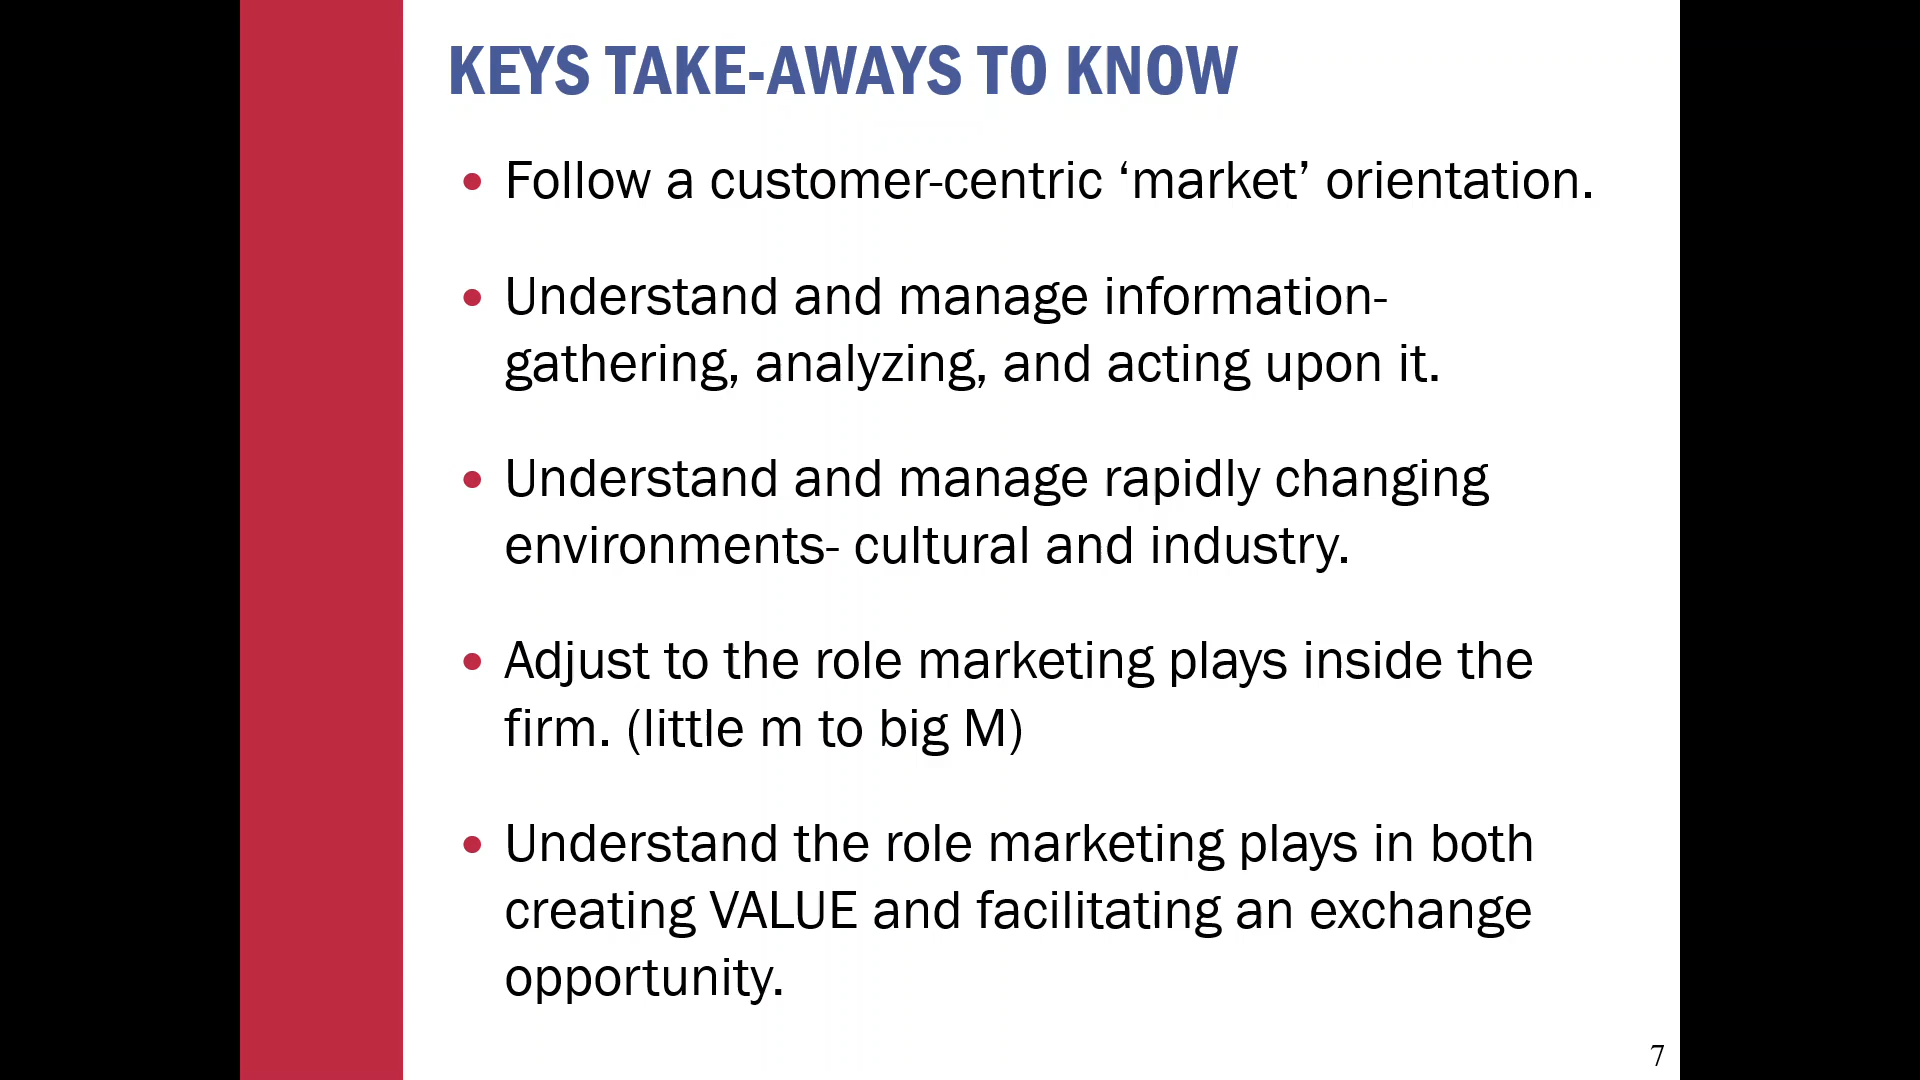 KEYS TAKE-AWAYS TO KNOW
• Follow a customer-centric ‘market’ orientation.
• Understand and manage information-
gathering, analyzing, and acting upon it.
• Understand and manage rapidly changing
environments- cultural and industry.
• Adjust to the role marketing plays inside the
firm. (little m to big M)
• Understand the role marketing plays in both
creating VALUE and facilitating an exchange
opportunity.
7